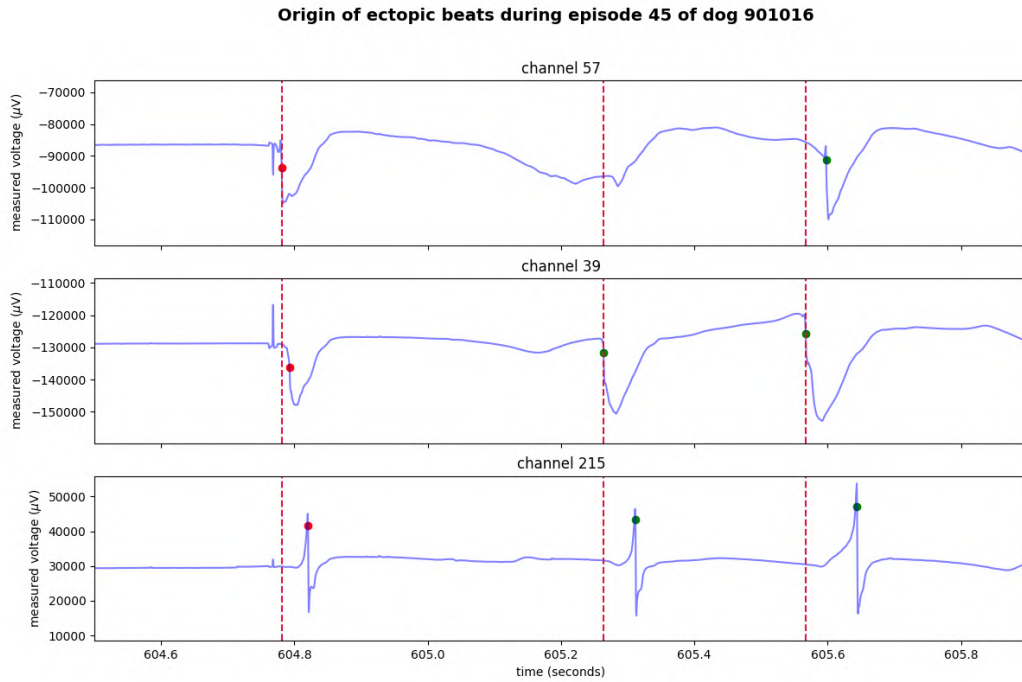 Origin of ectopic beats during episode 45 of dog 901016
channel 57
−70000
−80000
−90000
−100000
−110000
measured voltage (μV)
channel 39
−110000
−120000
−130000
−140000
−150000
measured voltage (μV)
channel 215
50000
40000
30000
20000
10000
measured voltage (μV)
604.6 604.8 605.0 605.2 605.4 605.6 605.8
time (seconds)